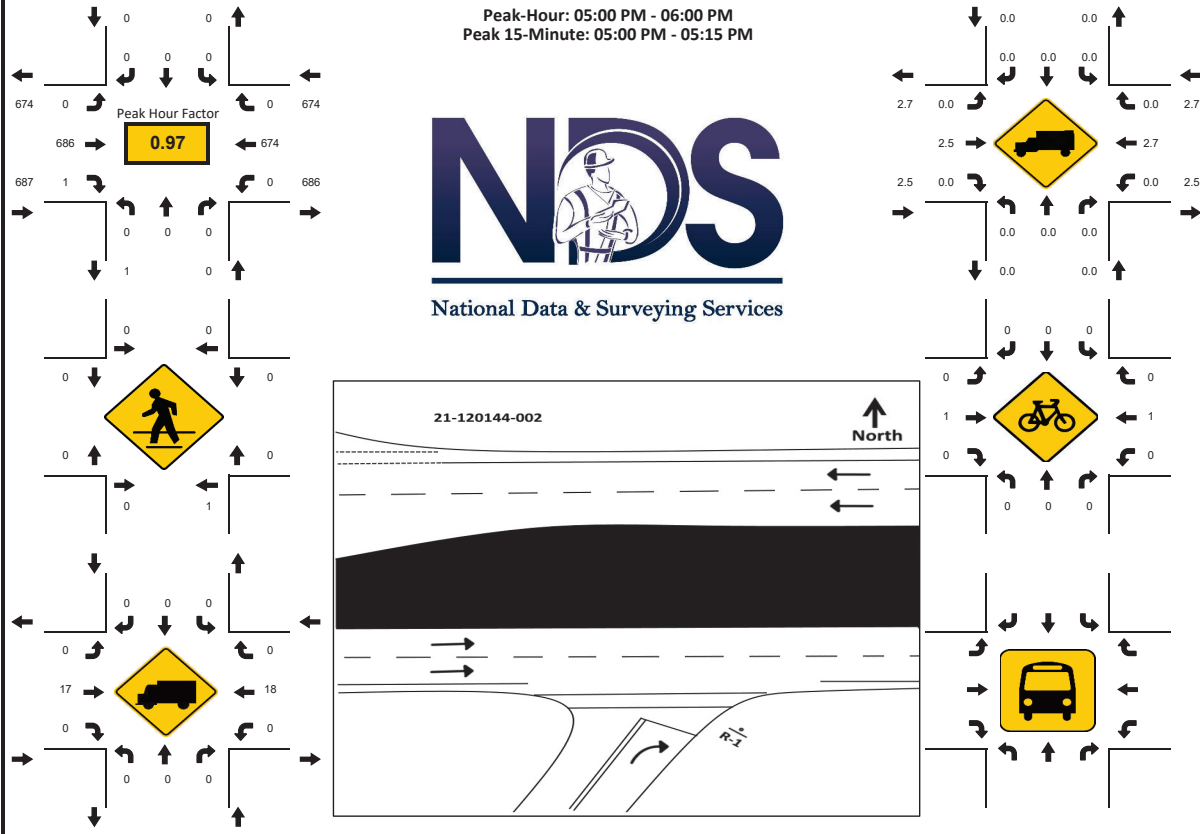 Peak-Hour: 05:00 PM - 06:00 PM
Peak 15-Minute: 05:00 PM - 05:15 PM
0 0
0 0 0
674 0 Peak Hour Factor 0 674
686 0.97 674
687 1 0 686
0 0 0
1 0
NDS
National Data & Surveying Services
0.0 0.0
0.0 0.0 0.0
2.7 0.0 0.0 2.7
2.5 2.7
2.5 0.0 0.0 2.5
0.0 0.0 0.0
0.0 0.0
0 0
0 0
0 0
0 1
21-120144-002
North
R-1
0 0 0
0 0
1 1
0 0
0 0 0
0 0 0
0 0
17 18
0 0
0 0 0